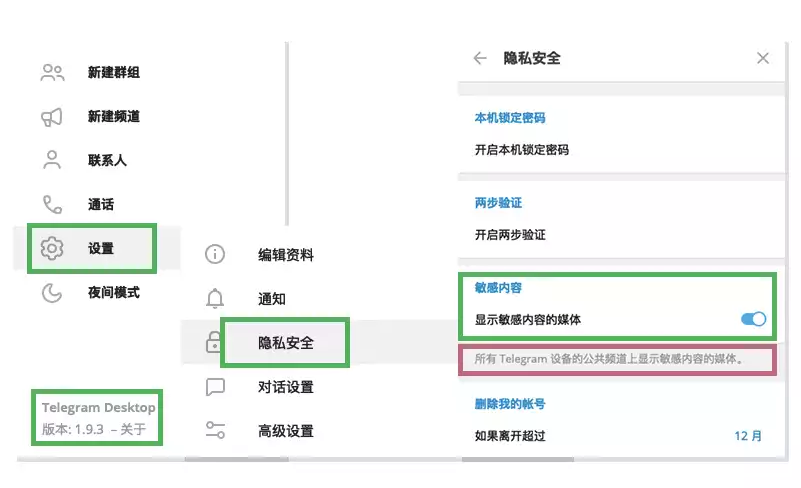 新建群组
新建频道
联系人
通话
设置
夜间模式
Telegram Desktop
版本: 1.9.3 – 关于
编辑资料
通知
隐私安全
对话设置
高级设置
隐私安全
本机锁定密码
开启本机锁定密码
两步验证
开启两步验证
敏感内容
显示敏感内容的媒体
所有 Telegram 设备的公共频道上显示敏感内容的媒体。
删除我的帐号
如果离开超过 12 月